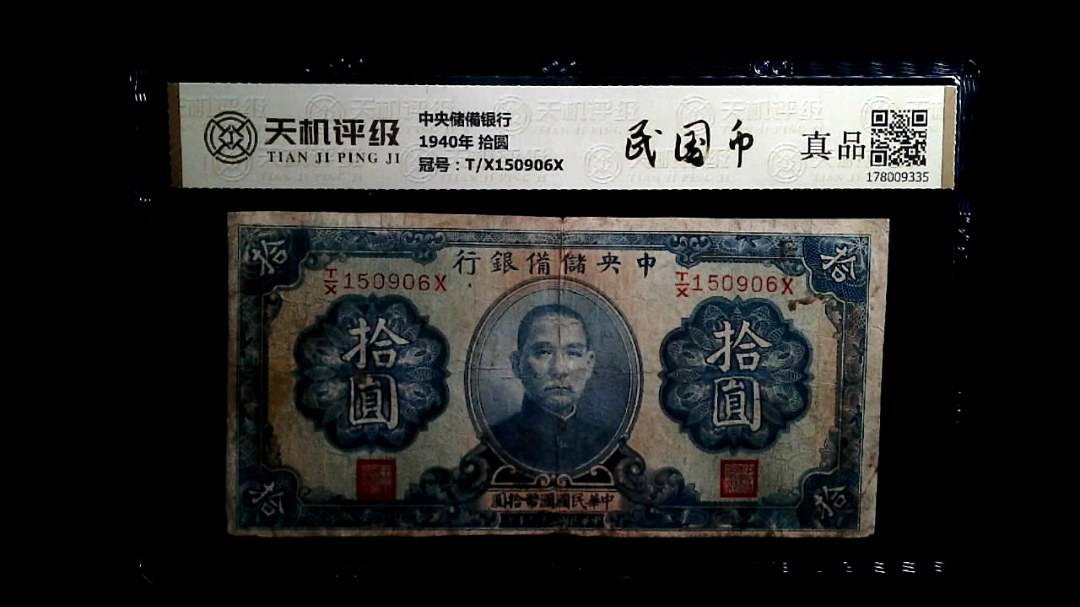 天机评级
TIAN JI PING JI
中央储備银行
1940年 拾圆
冠号：T/X150906X
民国币
真品
178009335
拾
拾
行銀備儲央中
T/X150906X
T/X150906X
拾圓
拾圓
圓拾幣國國民華中
拾
拾